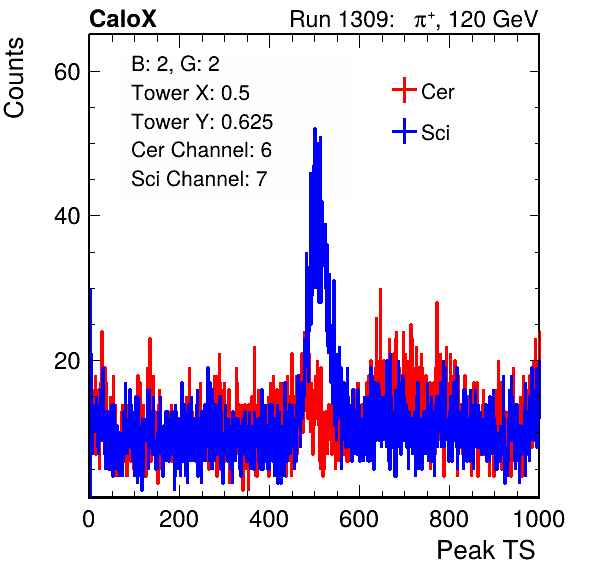 CaloX Run 1309: π⁺, 120 GeV
Counts
B: 2, G: 2
Tower X: 0.5
Tower Y: 0.625
Cer Channel: 6
Sci Channel: 7
Cer
Sci
60
40
20
0 200 400 600 800 1000
Peak TS